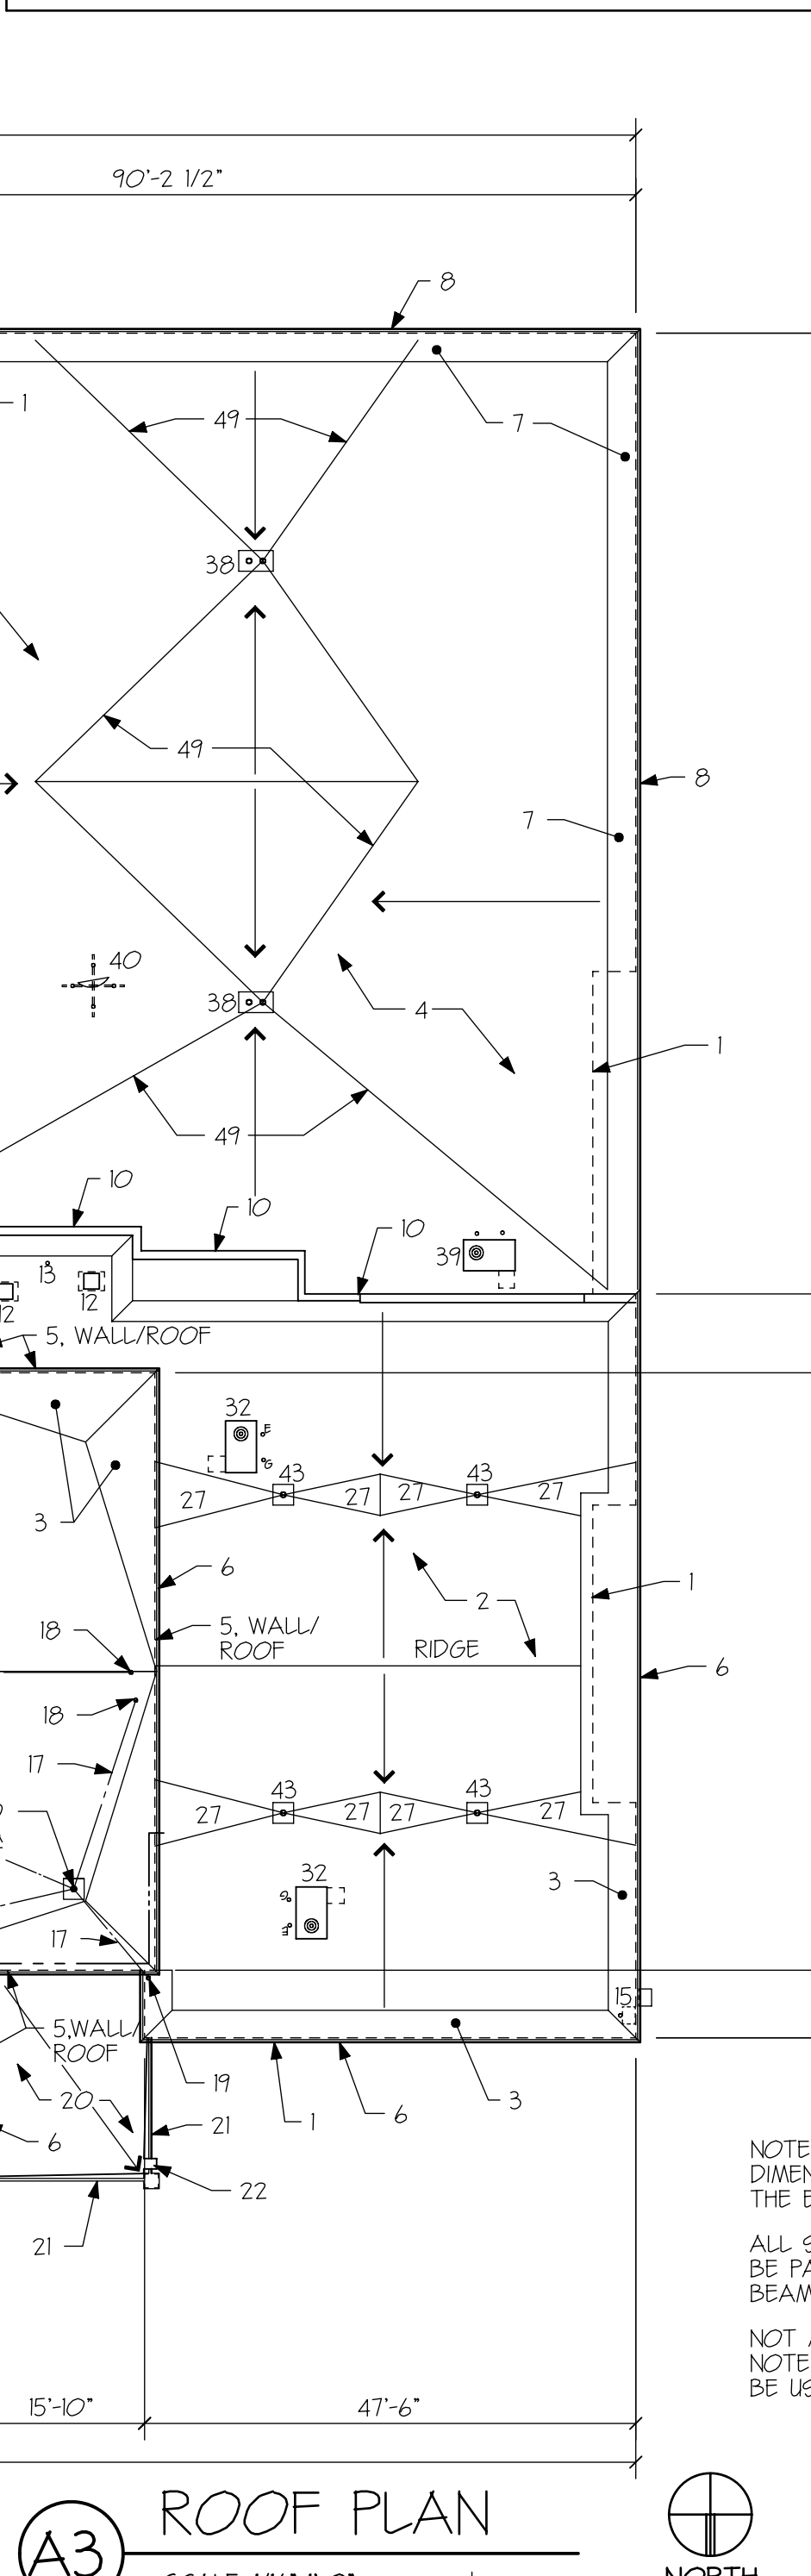 90'-2 1/2"
8
1
49
7
38
49
8
7
40
38
4
1
49
10
10
10
39
13
12
12
5, WALL/ROOF
32
E
G
43
43
27
27
27
27
3
6
1
2
5, WALL/
ROOF
RIDGE
18
6
18
17
43
43
27
27
27
27
32
G
E
3
17
15
5,WALL/
ROOF
19
20
21
1
6
3
6
22
21
NOTE
DIMEN
THE E
ALL
BE PA
BEAM
NOT
NOTE
BE US
15'-10"
47'-6"
ROOF PLAN
A3
NORTH